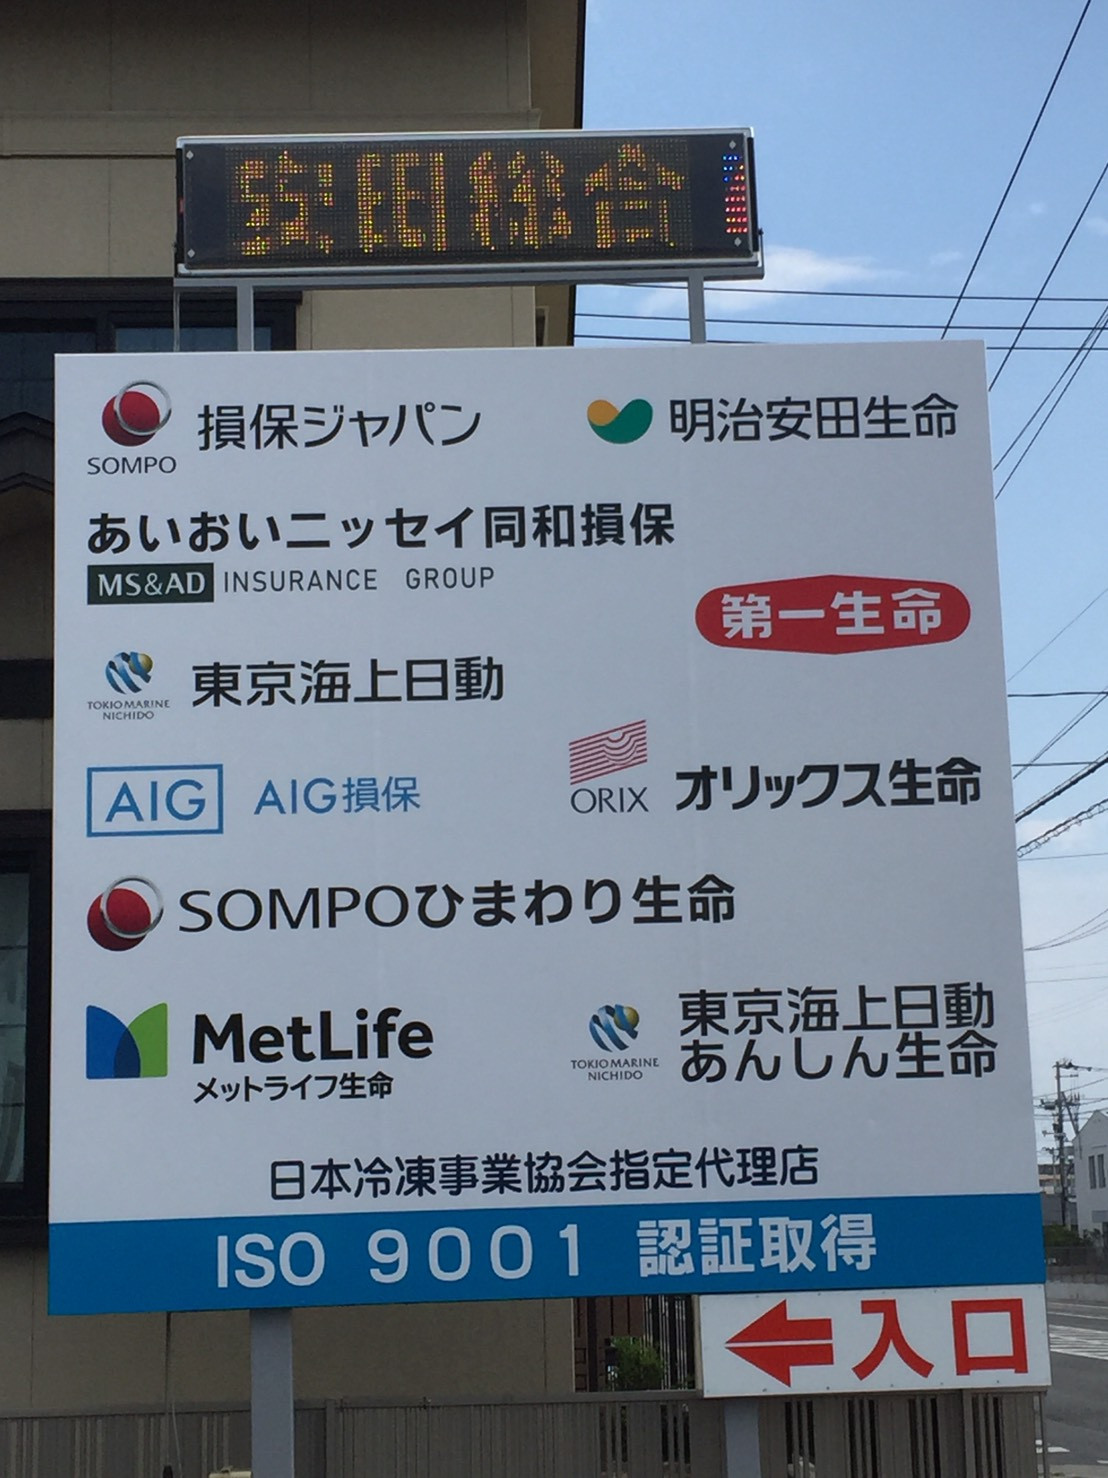 総合
損保ジャパン
SOMPO
明治安田生命
あいおいニッセイ同和損保
MS&AD INSURANCE GROUP
第一生命
東京海上日動
TOKIO MARINE
NICHIDO
AIG AIG損保
ORIX オリックス生命
SOMPOひまわり生命
MetLife
メットライフ生命
東京海上日動
あんしん生命
TOKIO MARINE
NICHIDO
日本冷凍事業協会指定代理店
ISO 9001 認証取得
入口